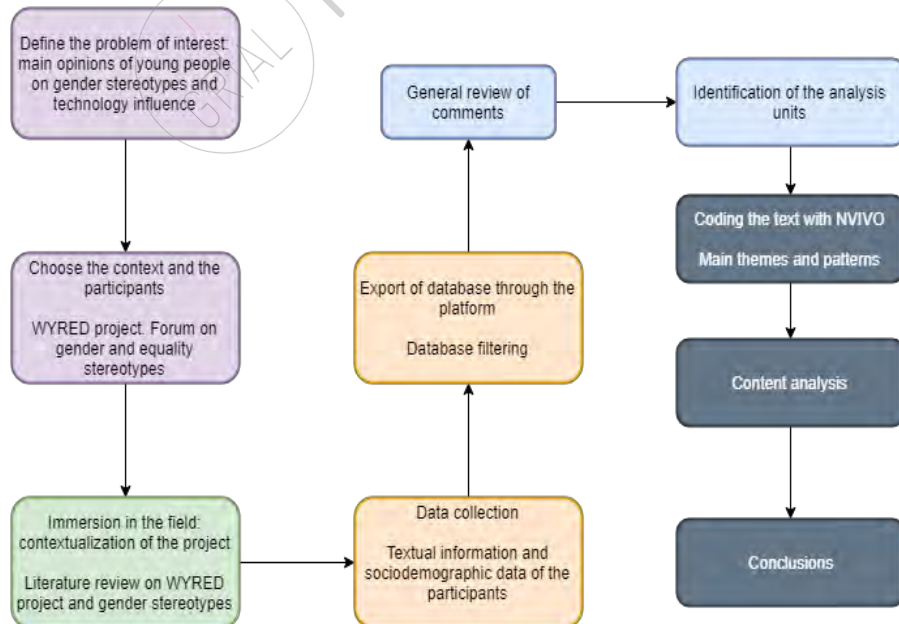 Define the problem of interest:
main opinions of young people
on gender stereotypes and
technology influence
GRIAL
Choose the context and the
participants
WYRED project. Forum on
gender and equality
stereotypes
Immersion in the field:
contextualization of the project
Literature review on WYRED
project and gender stereotypes
Data collection
Textual information and
sociodemographic data of the
participants
Export of database through the
platform
Database filtering
General review of
comments
Identification of the analysis
units
Coding the text with NVIVO
Main themes and patterns
Content analysis
Conclusions